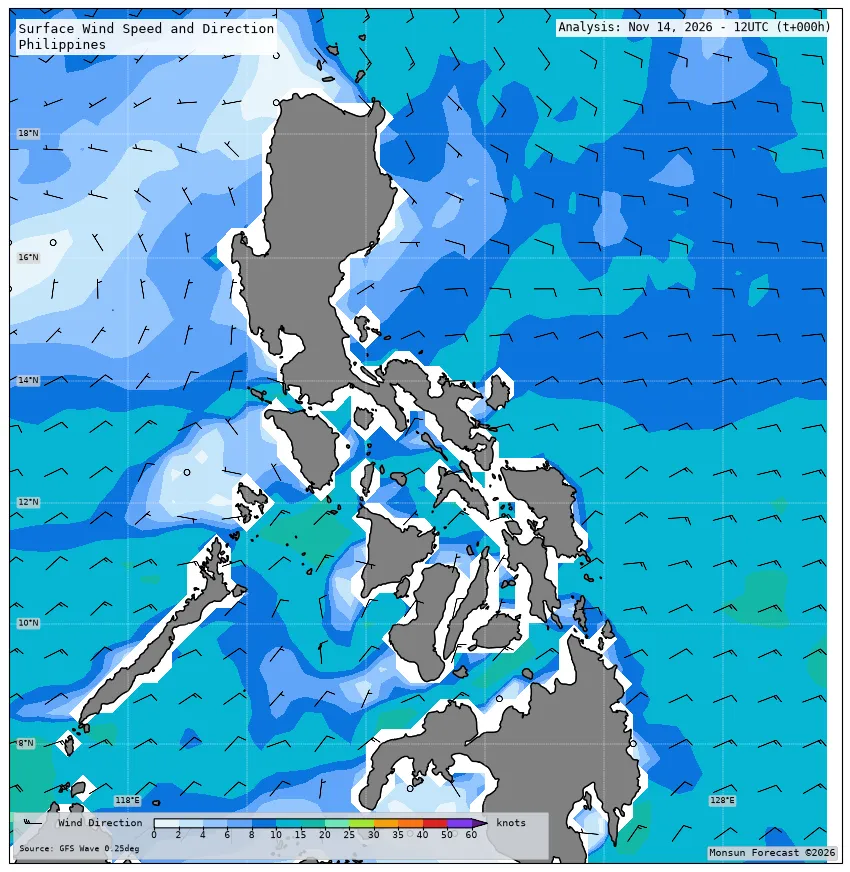 Surface Wind Speed and Direction
Philippines
Analysis: Nov 14, 2026 - 12UTC (t+000h)
18°N
16°N
14°N
12°N
10°N
8°N
118°E
128°E
Wind Direction
knots
0 2 4 6 8 10 15 20 25 30 35 40 50 60
Source: GFS Wave 0.25deg
Monsun Forecast ©2026